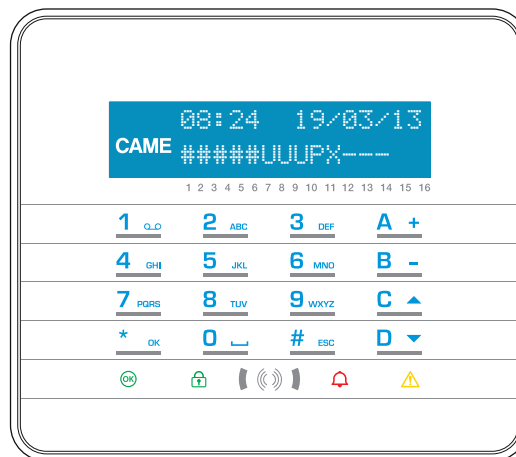 08:24 19/03/13
CAME #####UUUPX---
1 2 3 4 5 6 7 8 9 10 11 12 13 14 15 16
1 2 ABC 3 DEF A +
4 GHI 5 JKL 6 MNO B -
7 PQRS 8 TUV 9 WXYZ C ▲
* OK 0 # ESC D ▼
OK